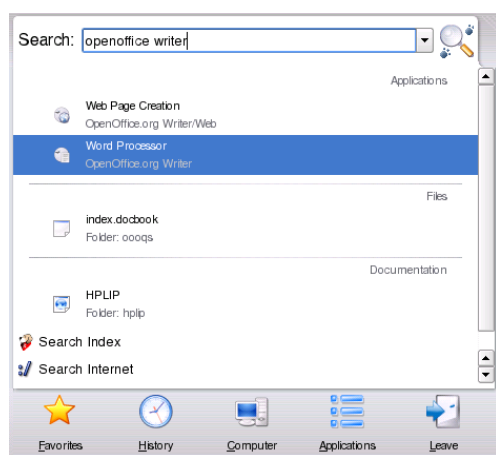 Search: openoffice writer
Applications
Web Page Creation
OpenOffice.org Writer/Web
Word Processor
OpenOffice.org Writer
Files
index.docbook
Folder: oooqs
Documentation
HPLIP
Folder: hplip
Search Index
Search Internet
Favorites History Computer Applications Leave